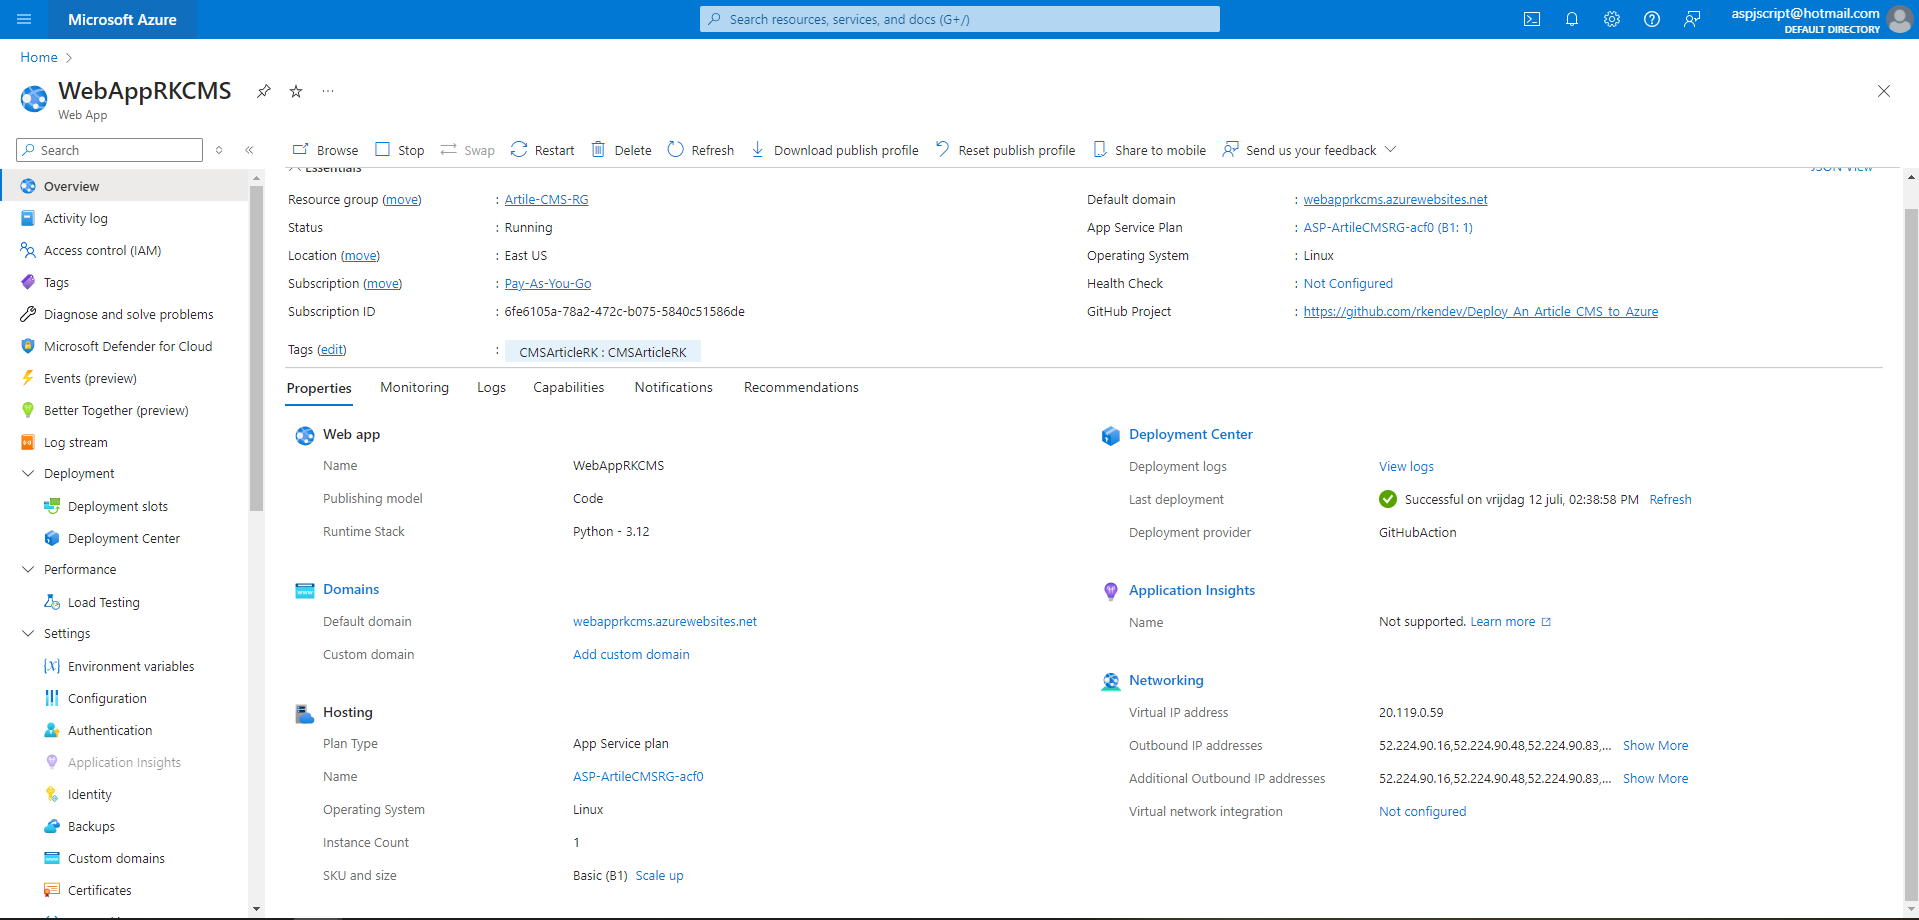 Microsoft Azure
Search resources, services, and docs (G+/)
aspjscript@hotmail.com
DEFAULT DIRECTORY
Home
WebAppRKCMS
Web App
Search
Browse
Stop
Swap
Restart
Delete
Refresh
Download publish profile
Reset publish profile
Share to mobile
Send us your feedback
Overview
Activity log
Access control (IAM)
Tags
Diagnose and solve problems
Microsoft Defender for Cloud
Events (preview)
Better Together (preview)
Log stream
Deployment
Deployment slots
Deployment Center
Performance
Load Testing
Settings
Environment variables
Configuration
Authentication
Application Insights
Identity
Backups
Custom domains
Certificates
Essentials
JSON View
Resource group (move) : Artile-CMS-RG
Status : Running
Location (move) : East US
Subscription (move) : Pay-As-You-Go
Subscription ID : 6fe6105a-78a2-472c-b075-5840c51586de
Default domain : webapprkcms.azurewebsites.net
App Service Plan : ASP-ArtileCMSRG-acf0 (B1: 1)
Operating System : Linux
Health Check : Not Configured
GitHub Project : https://github.com/rkendev/Deploy_An_Article_CMS_to_Azure
Tags (edit) : CMSArticleRK : CMSArticleRK
Properties
Monitoring
Logs
Capabilities
Notifications
Recommendations
Web app
Name WebAppRKCMS
Publishing model Code
Runtime Stack Python - 3.12
Domains
Default domain webapprkcms.azurewebsites.net
Custom domain Add custom domain
Hosting
Plan Type App Service plan
Name ASP-ArtileCMSRG-acf0
Operating System Linux
Instance Count 1
SKU and size Basic (B1) Scale up
Deployment Center
Deployment logs View logs
Last deployment Successful on vrijdag 12 juli, 02:38:58 PM Refresh
Deployment provider GitHubAction
Application Insights
Name Not supported. Learn more
Networking
Virtual IP address 20.119.0.59
Outbound IP addresses 52.224.90.16,52.224.90.48,52.224.90.83,... Show More
Additional Outbound IP addresses 52.224.90.16,52.224.90.48,52.224.90.83,... Show More
Virtual network integration Not configured